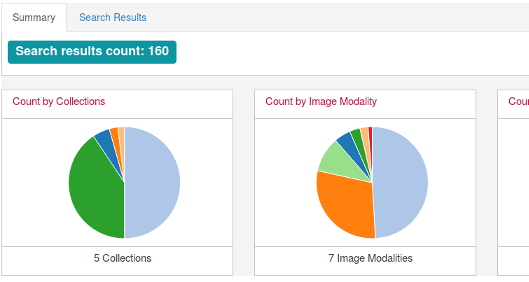 Summary
Search Results
Search results count: 160
Count by Collections
Count by Image Modality
Coun
5 Collections
7 Image Modalities